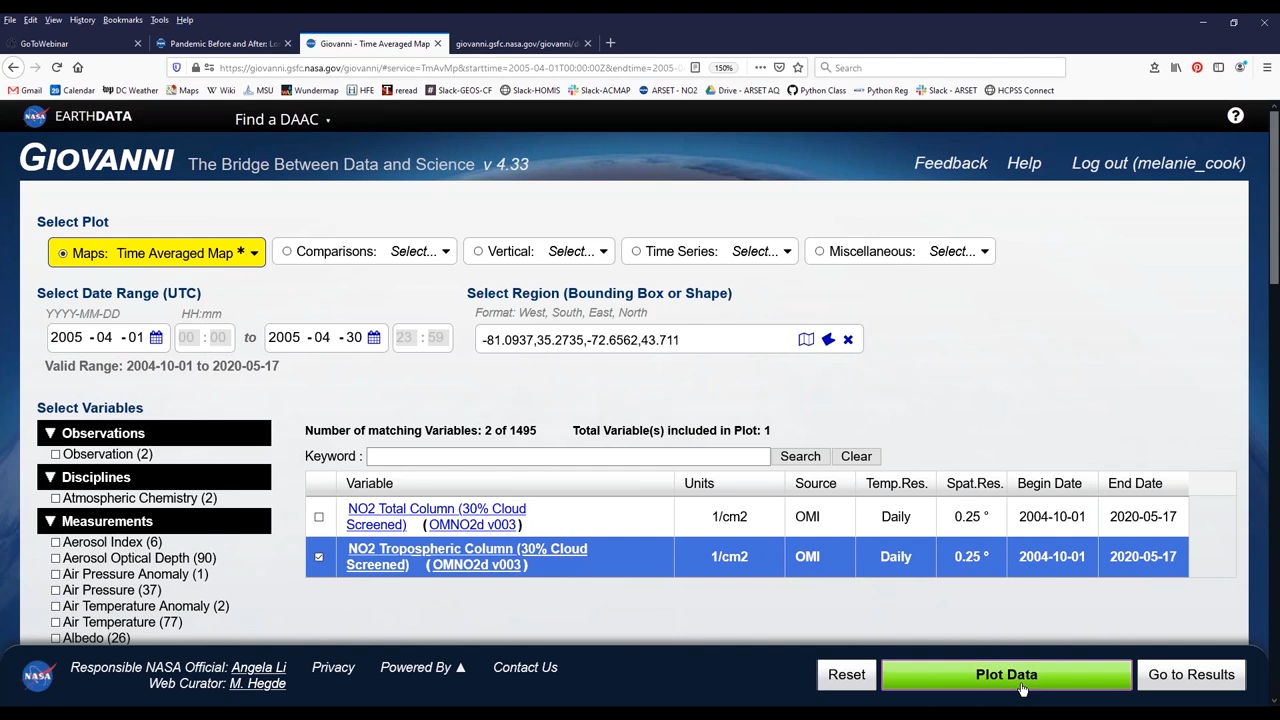 File Edit View History Bookmarks Tools Help
GoToWebinar
Pandemic Before and After: Lo
Giovanni - Time Averaged Map
giovanni.gsfc.nasa.gov/giovanni/d
https://giovanni.gsfc.nasa.gov/giovanni/#service=TmAvMp&starttime=2005-04-01T00:00:00Z&endtime=2005-0
150%
Search
Gmail Calendar DC Weather Maps Wiki MSU Wundermap HFE reread Slack-GEOS-CF Slack-HOMIS Slack-ACMAP ARSET - NO2 Drive - ARSET AQ Python Class Python Reg Slack - ARSET HCPSS Connect
NASA EARTHDATA Find a DAAC
GIOVANNI The Bridge Between Data and Science v 4.33 Feedback Help Log out (melanie_cook)
Select Plot
Maps: Time Averaged Map * Comparisons: Select... Vertical: Select... Time Series: Select... Miscellaneous: Select...
Select Date Range (UTC) Select Region (Bounding Box or Shape)
YYYY-MM-DD HH:mm Format: West, South, East, North
2005 - 04 - 01 00 : 00 to 2005 - 04 - 30 23 : 59 -81.0937,35.2735,-72.6562,43.711
Valid Range: 2004-10-01 to 2020-05-17
Select Variables
Observations
Observation (2)
Disciplines
Atmospheric Chemistry (2)
Measurements
Aerosol Index (6)
Aerosol Optical Depth (90)
Air Pressure Anomaly (1)
Air Pressure (37)
Air Temperature Anomaly (2)
Air Temperature (77)
Albedo (26)
Number of matching Variables: 2 of 1495 Total Variable(s) included in Plot: 1
Keyword : Search Clear
Variable Units Source Temp.Res. Spat.Res. Begin Date End Date
NO2 Total Column (30% Cloud
Screened) (OMNO2d v003) 1/cm2 OMI Daily 0.25 ° 2004-10-01 2020-05-17
NO2 Tropospheric Column (30% Cloud
Screened) (OMNO2d v003) 1/cm2 OMI Daily 0.25 ° 2004-10-01 2020-05-17
NASA
Responsible NASA Official: Angela Li Privacy Powered By ▲ Contact Us
Web Curator: M. Hegde
Reset Plot Data Go to Results